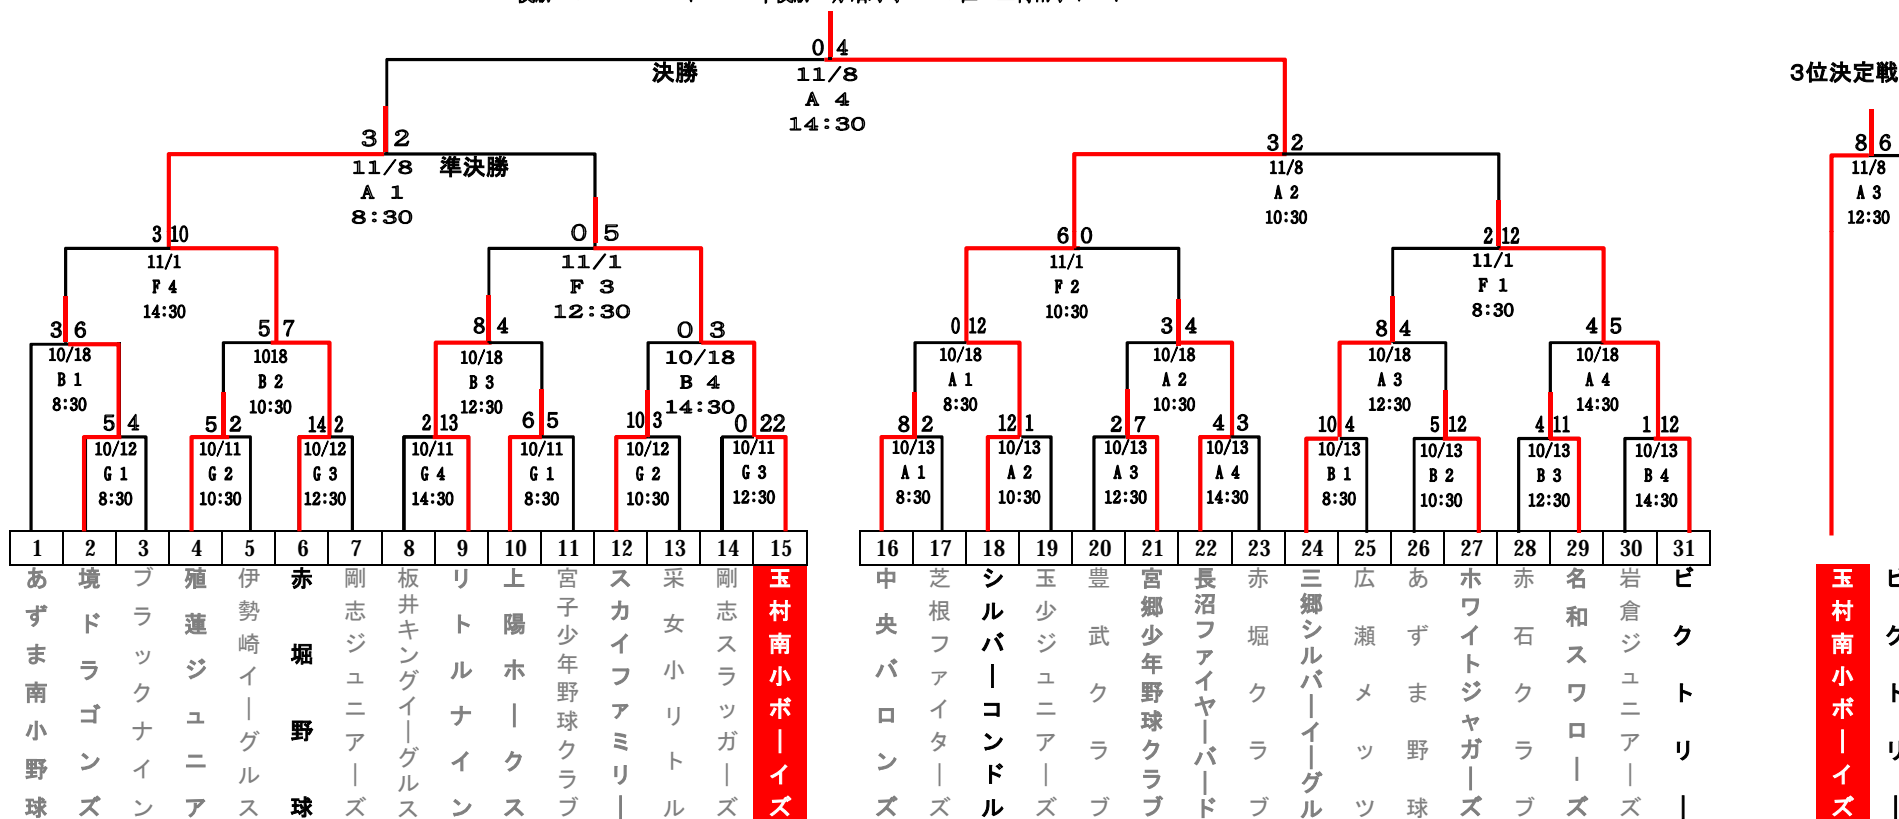 0 4
決勝
11/8
A 4
14:30
3位決定戦
3 2
11/8
準決勝
A 1
8:30
3 2
11/8
A 2
10:30
8 6
11/8
A 3
12:30
3 10
11/1
F 4
14:30
0 5
11/1
F 3
12:30
6 0
11/1
F 2
10:30
2 12
11/1
F 1
8:30
3 6
10/18
B 1
8:30
5 7
1018
B 2
10:30
8 4
10/18
B 3
12:30
0 3
10/18
B 4
14:30
0 12
10/18
A 1
8:30
3 4
10/18
A 2
10:30
8 4
10/18
A 3
12:30
4 5
10/18
A 4
14:30
5 4
10/12
G 1
8:30
5 2
10/11
G 2
10:30
14 2
10/12
G 3
12:30
2 13
10/11
G 4
14:30
6 5
10/11
G 1
8:30
10 3
10/12
G 2
10:30
0 22
10/11
G 3
12:30
8 2
10/13
A 1
8:30
12 1
10/13
A 2
10:30
2 7
10/13
A 3
12:30
4 3
10/13
A 4
14:30
10 4
10/13
B 1
8:30
5 12
10/13
B 2
10:30
4 11
10/13
B 3
12:30
1 12
10/13
B 4
14:30
1 2 3 4 5 6 7 8 9 10 11 12 13 14 15
16 17 18 19 20 21 22 23 24 25 26 27 28 29 30 31
あずま南小野球
境ドラゴンズ
ブラックナイン
殖蓮ジュニア
伊勢崎イーグルス
赤堀野球
剛志ジュニアーズ
板井キングイーグルス
リトルナイン
上陽ホークス
宮子少年野球クラブ
スカイファミリー
采女小リトル
剛志スラッガーズ
玉村南小ボーイズ
中央バロンズ
芝根ファイターズ
シルバーコンドル
玉少ジュニアーズ
豊武クラブ
宮郷少年野球クラブ
長沼ファイヤーバード
赤堀クラブ
三郷シルバーイーグル
広瀬メッツ
あずま野球
ホワイトジャガーズ
赤石クラブ
名和スワローズ
岩倉ジュニアーズ
ビクトリー
玉村南小ボーイズ
ビクトリー